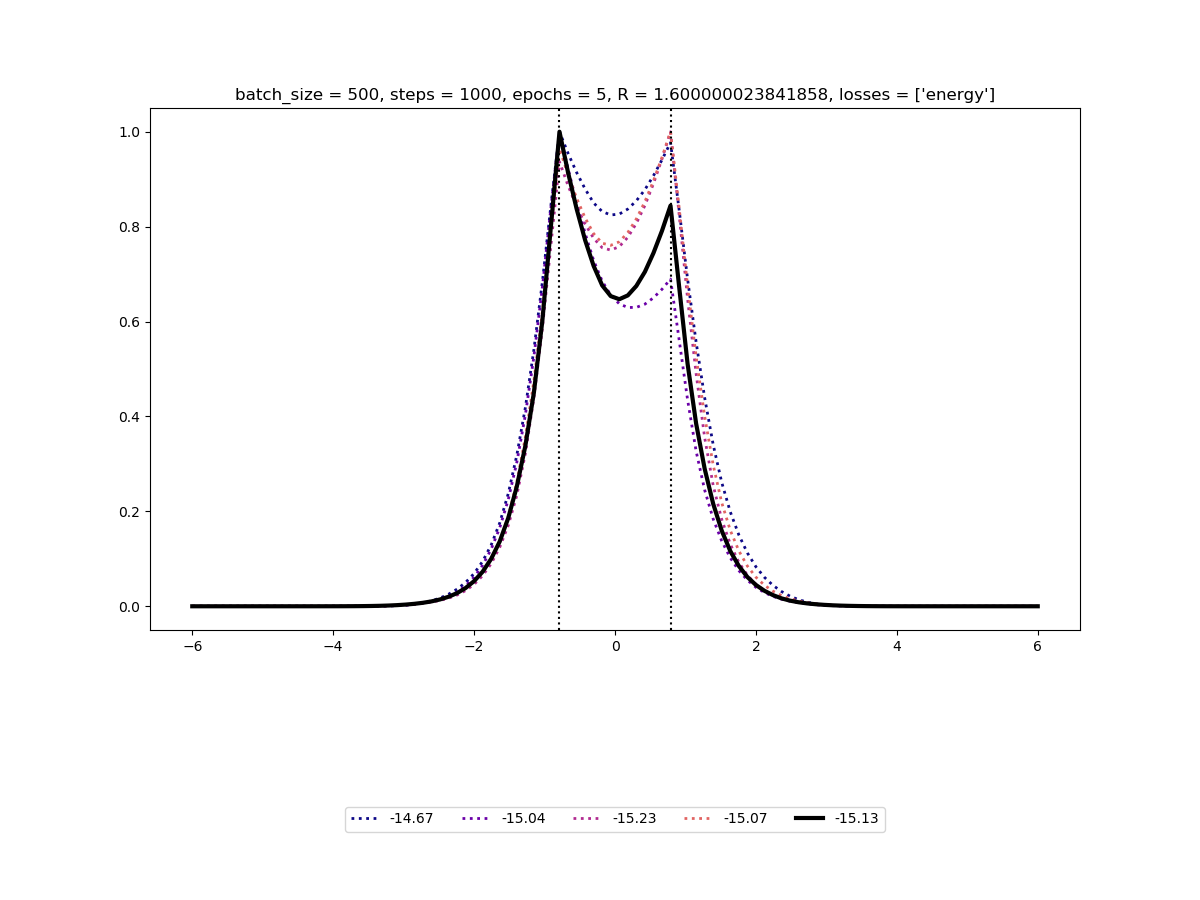 batch_size = 500, steps = 1000, epochs = 5, R = 1.600000023841858, losses = ['energy']
1.0
0.8
0.6
0.4
0.2
0.0
−6 −4 −2 0 2 4 6
-14.67 -15.04 -15.23 -15.07 -15.13